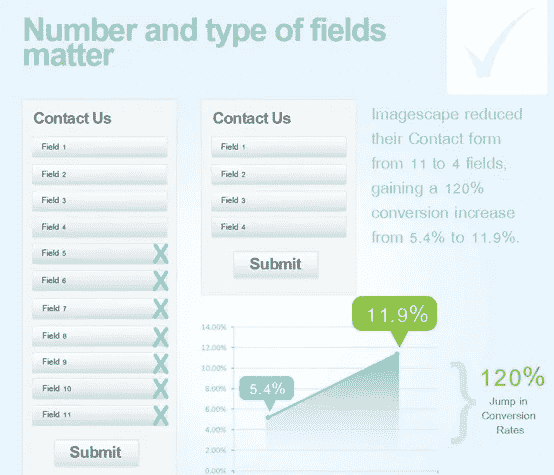 Number and type of fields
matter
Contact Us
Field 1
Field 2
Field 3
Field 4
Field 5
Field 6
Field 7
Field 8
Field 9
Field 10
Field 11
Submit
Contact Us
Field 1
Field 2
Field 3
Field 4
Submit
Imagescape reduced
their Contact form
from 11 to 4 fields,
gaining a 120%
conversion increase
from 5.4% to 11.9%.
14.00%
12.00%
10.00%
8.00%
6.00%
4.00%
2.00%
0.00%
5.4%
11.9%
120%
Jump in
Conversion
Rates